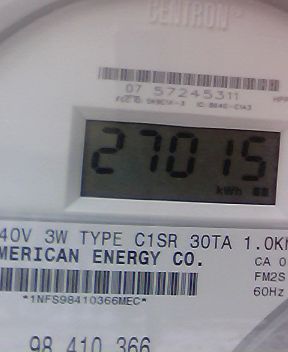 CENTRON
07 57245311
27015
kWh
40V 3W TYPE C1SR 30TA 1.0K
MERICAN ENERGY CO.
CA 0
FM2S
60Hz
*1NFS98410366MEC*
98 410 366